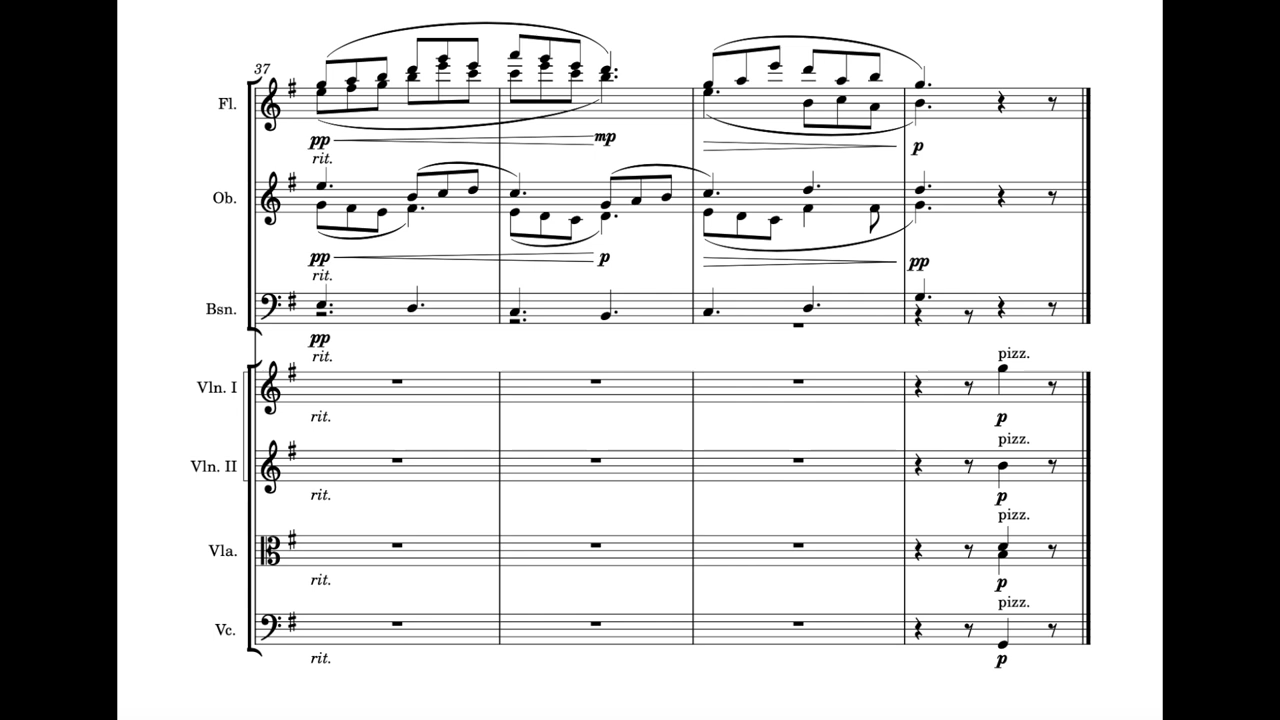 37
Fl.
pp mp p
rit.
Ob.
pp p pp
rit.
Bsn.
pp
rit.
pizz.
Vln. I
rit. p
pizz.
Vln. II
rit. p
pizz.
Vla.
rit. p
pizz.
Vc.
rit. p